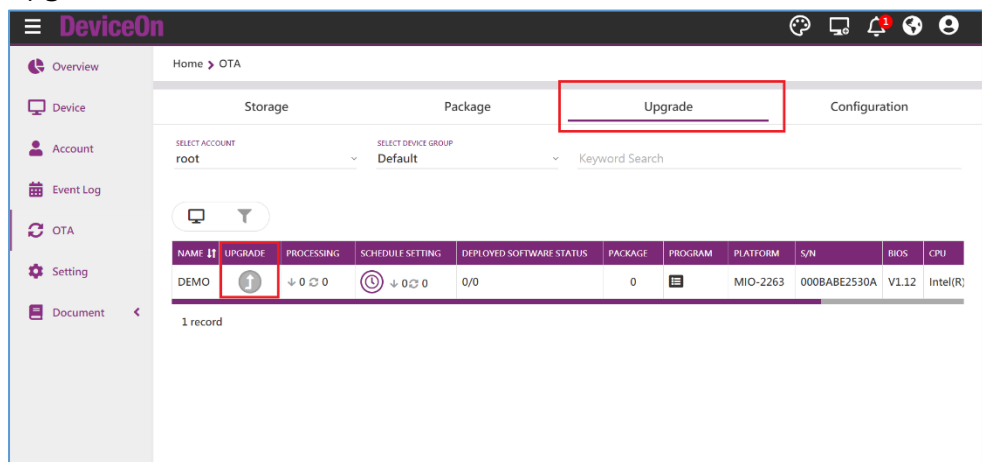 DeviceOn
1
Overview
Home > OTA
Device
Storage Package Upgrade Configuration
Account
SELECT ACCOUNT SELECT DEVICE GROUP
root Default Keyword Search
Event Log
OTA
NAME UPGRADE PROCESSING SCHEDULE SETTING DEPLOYED SOFTWARE STATUS PACKAGE PROGRAM PLATFORM S/N BIOS CPU
Setting
DEMO 0 0 0 0 0/0 0 MIO-2263 000BABE2530A V1.12 Intel(R)
Document
1 record